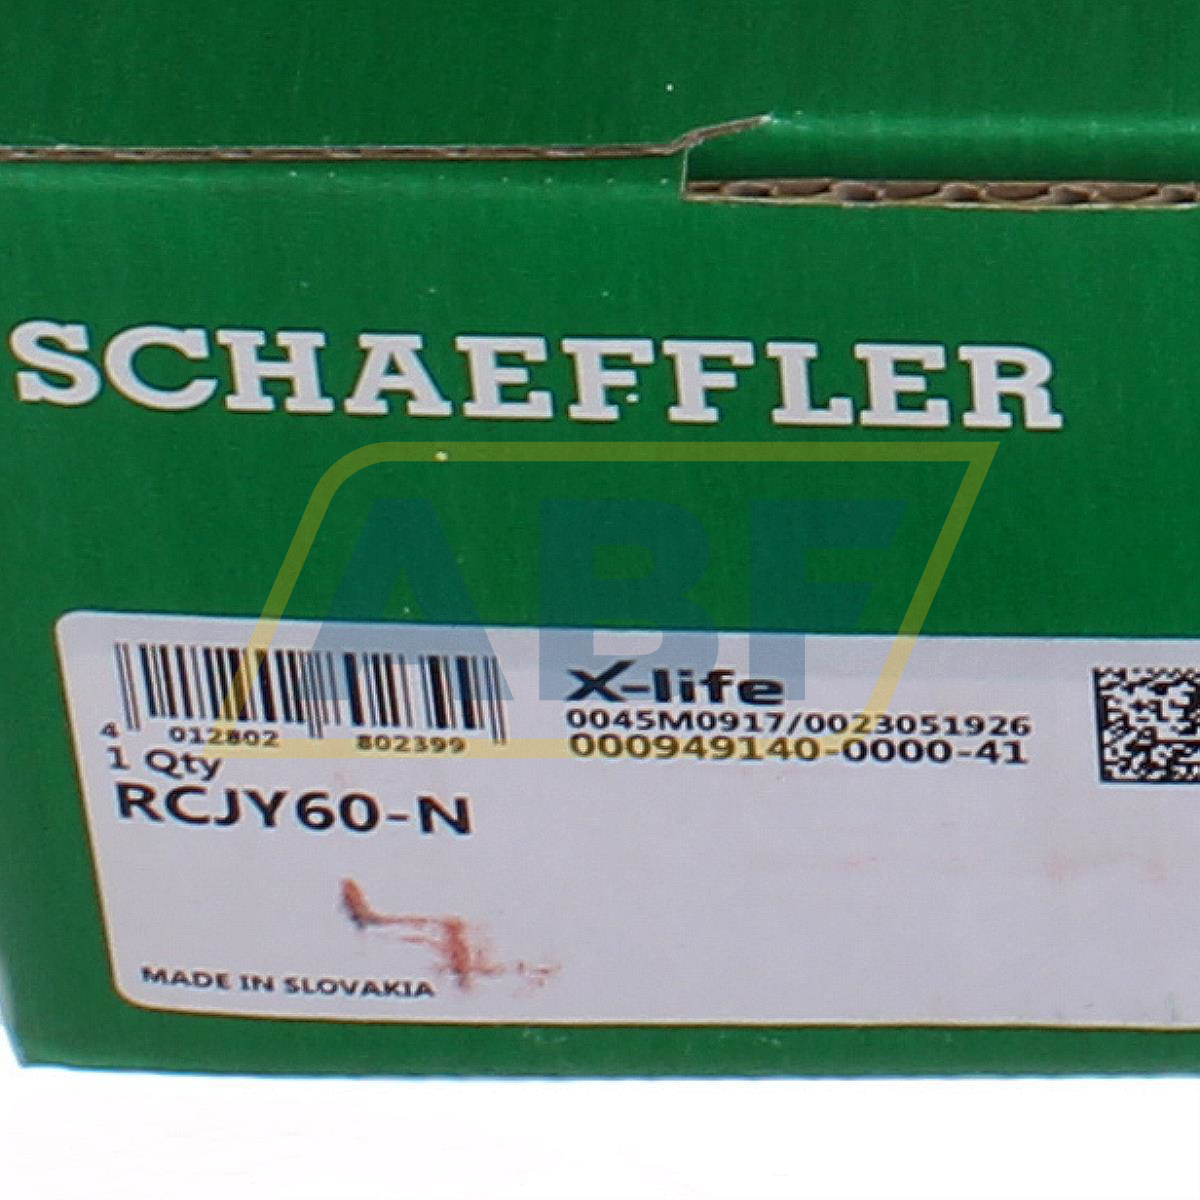 SCHAEFFLER
ABF
X-life
0045M0917/0023051926
000949140-0000-41
4 012802 802399
1 Qty
RCJY60-N
MADE IN SLOVAKIA